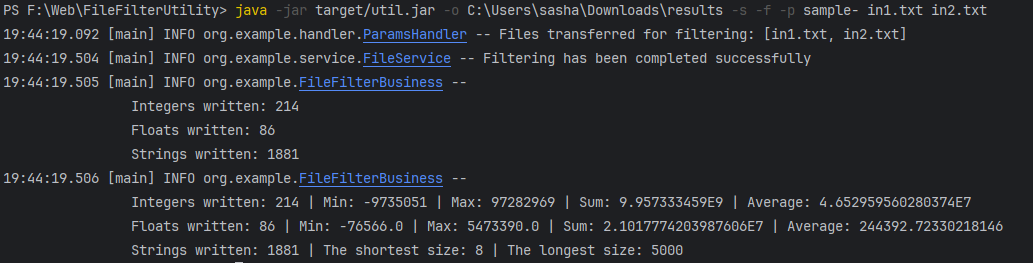 PS F:\Web\FileFilterUtility> java -jar target/util.jar -o C:\Users\sasha\Downloads\results -s -f -p sample- in1.txt in2.txt
19:44:19.092 [main] INFO org.example.handler.ParamsHandler -- Files transferred for filtering: [in1.txt, in2.txt]
19:44:19.504 [main] INFO org.example.service.FileService -- Filtering has been completed successfully
19:44:19.505 [main] INFO org.example.FileFilterBusiness --
Integers written: 214
Floats written: 86
Strings written: 1881
19:44:19.506 [main] INFO org.example.FileFilterBusiness --
Integers written: 214 | Min: -9735051 | Max: 97282969 | Sum: 9.957333459E9 | Average: 4.652959560280374E7
Floats written: 86 | Min: -76566.0 | Max: 5473390.0 | Sum: 2.1017774203987606E7 | Average: 244392.72330218146
Strings written: 1881 | The shortest size: 8 | The longest size: 5000